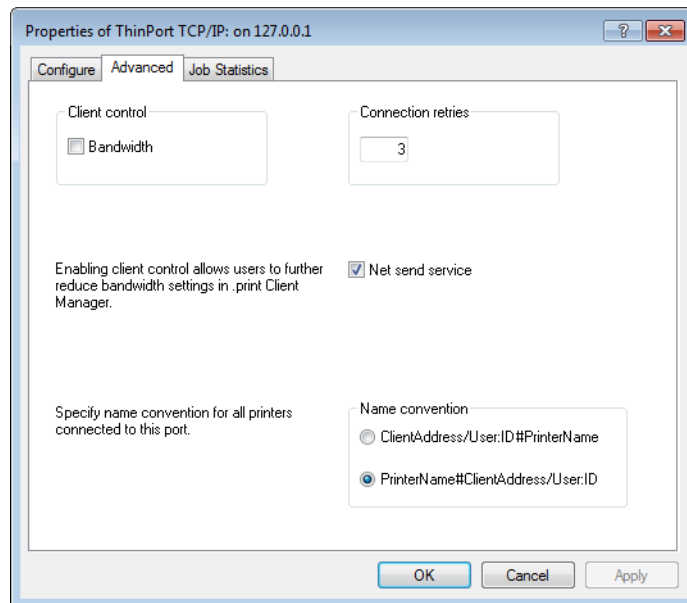 Properties of ThinPort TCP/IP: on 127.0.0.1
Configure
Advanced
Job Statistics
Client control
Bandwidth
Connection retries
3
Enabling client control allows users to further
reduce bandwidth settings in .print Client
Manager.
Net send service
Specify name convention for all printers
connected to this port.
Name convention
ClientAddress/User:ID#PrinterName
PrinterName#ClientAddress/User:ID
OK
Cancel
Apply